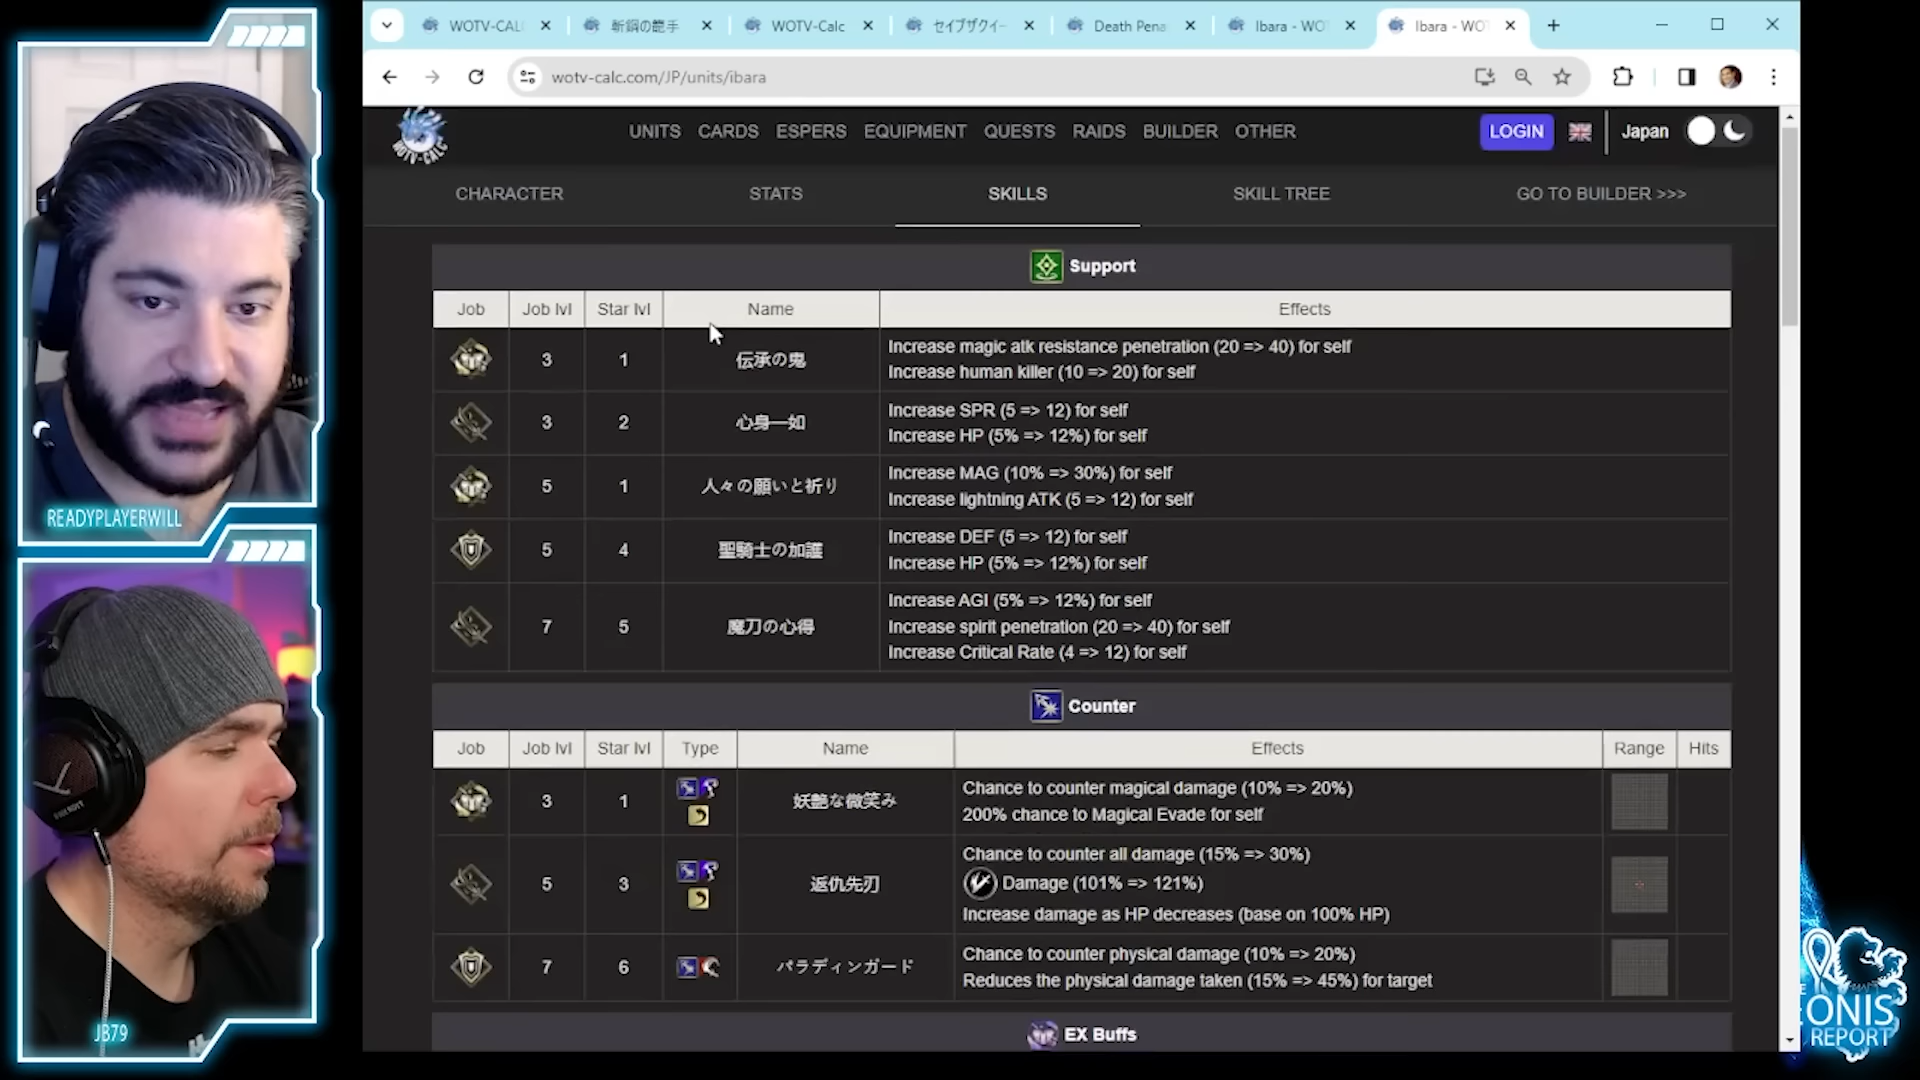 WOTV-CAL
斬鋼の籠手
WOTV-Calc
セイブザクイー
Death Pena
Ibara - WO
Ibara - WO
wotv-calc.com/JP/units/ibara
WOTV-CALC
UNITS CARDS ESPERS EQUIPMENT QUESTS RAIDS BUILDER OTHER
LOGIN
Japan
CHARACTER STATS SKILLS SKILL TREE GO TO BUILDER >>>
Support
Job Job lvl Star lvl Name Effects
3 1 伝承の鬼
Increase magic atk resistance penetration (20 => 40) for self
Increase human killer (10 => 20) for self
3 2 心身一如
Increase SPR (5 => 12) for self
Increase HP (5% => 12%) for self
5 1 人々の願いと祈り
Increase MAG (10% => 30%) for self
Increase lightning ATK (5 => 12) for self
5 4 聖騎士の加護
Increase DEF (5 => 12) for self
Increase HP (5% => 12%) for self
7 5 魔刀の心得
Increase AGI (5% => 12%) for self
Increase spirit penetration (20 => 40) for self
Increase Critical Rate (4 => 12) for self
Counter
Job Job lvl Star lvl Type Name Effects Range Hits
3 1 妖艶な微笑み
Chance to counter magical damage (10% => 20%)
200% chance to Magical Evade for self
5 3 返仇先刃
Chance to counter all damage (15% => 30%)
Damage (101% => 121%)
Increase damage as HP decreases (base on 100% HP)
7 6 パラディンガード
Chance to counter physical damage (10% => 20%)
Reduces the physical damage taken (15% => 45%) for target
EX Buffs
READYPLAYERWILL
JB79
ONIS
REPORT